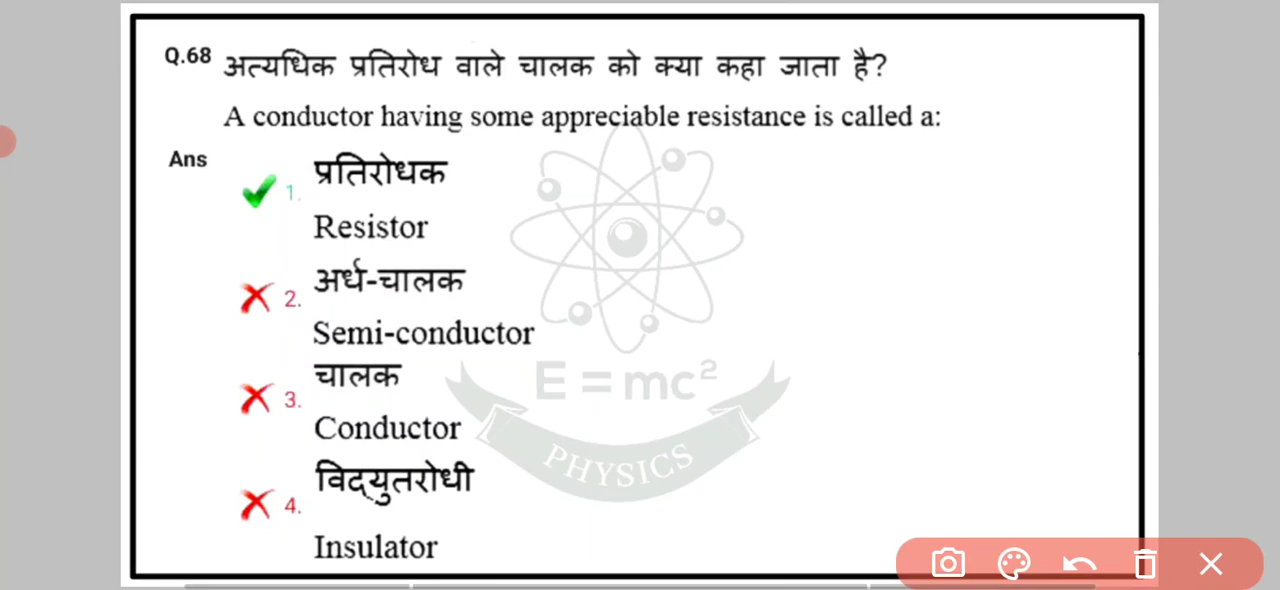 Q.68 अत्यधिक प्रतिरोध वाले चालक को क्या कहा जाता है?
A conductor having some appreciable resistance is called a:
Ans
1. प्रतिरोधक
Resistor
2. अर्ध-चालक
Semi-conductor
3. चालक
Conductor
4. विद्युतरोधी
Insulator
E = mc²
PHYSICS